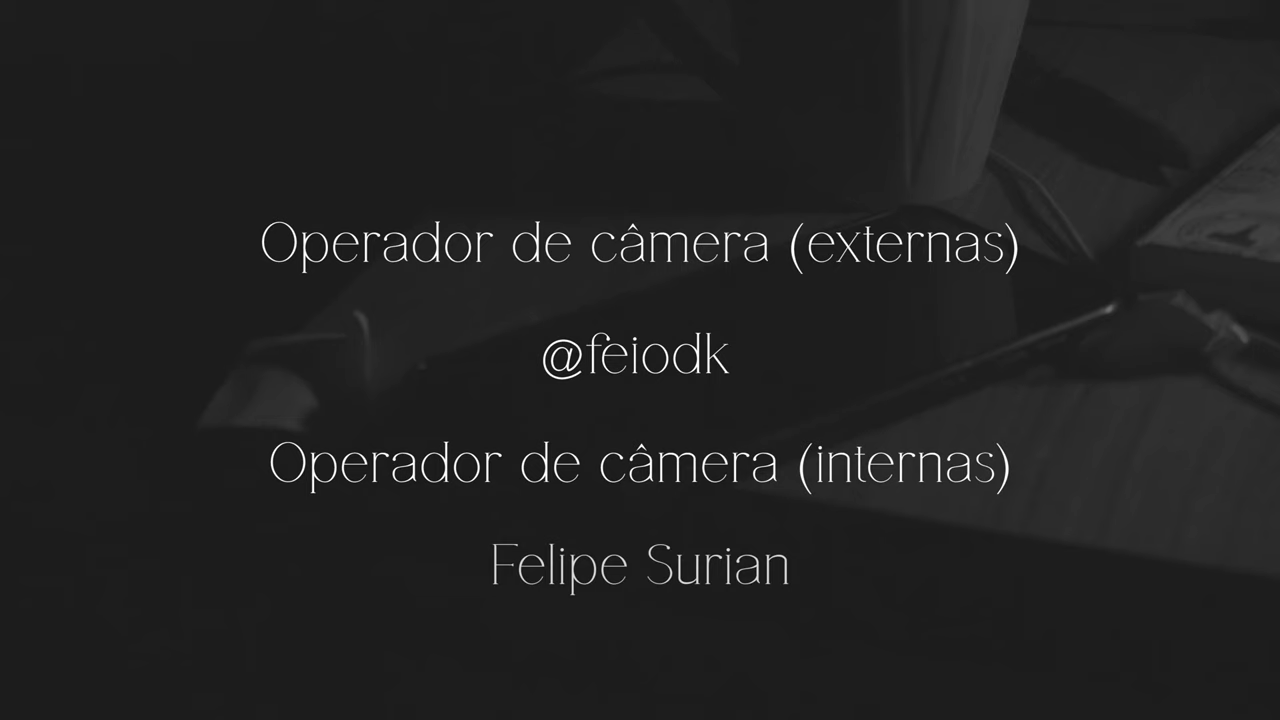 Operador de câmera (externas)
@feiodk
Operador de câmera (internas)
Felipe Surian